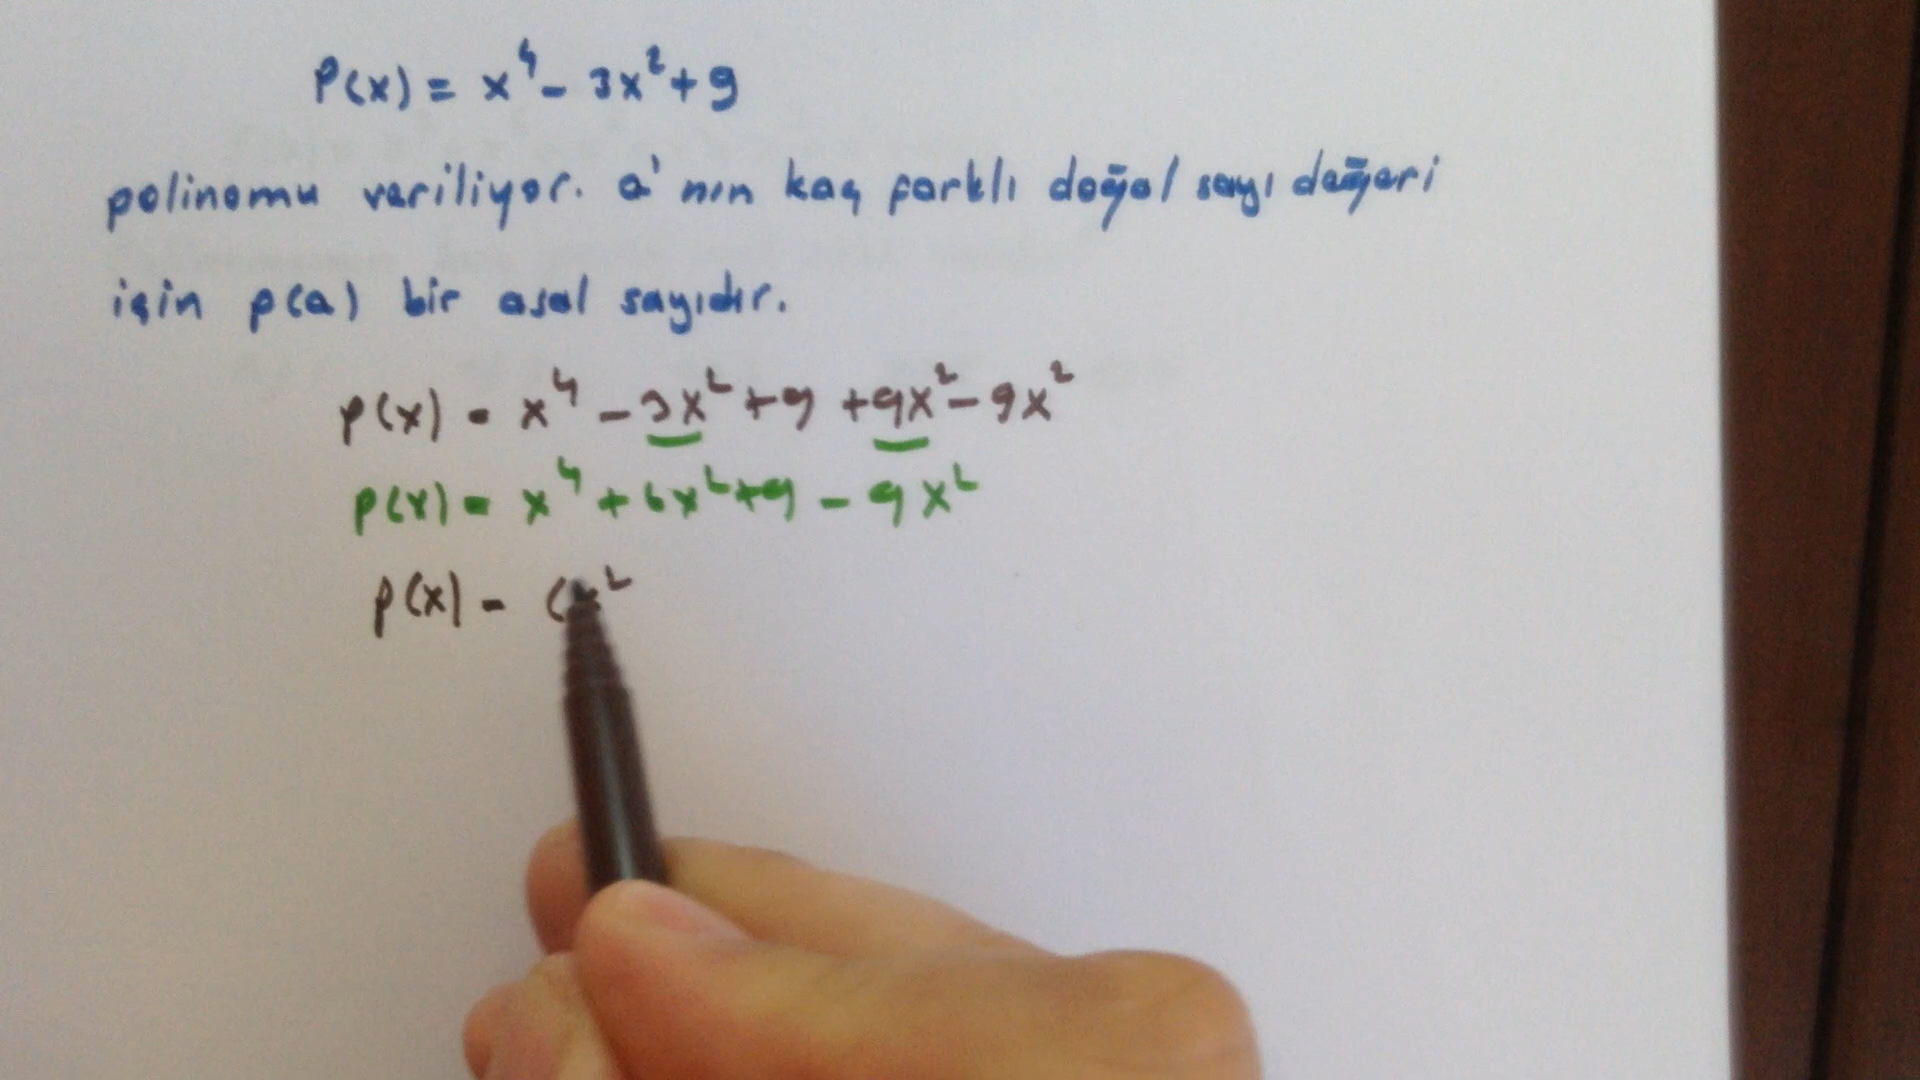 P(x) = x⁴ - 3x² + 9
polinomu veriliyor. a'nın kaç farklı doğal sayı değeri
için p(a) bir asal sayıdır.
p(x) = x⁴ - 3x² + 9 + 9x² - 9x²
p(x) = x⁴ + 6x² + 9 - 9x²
p(x) = (x²